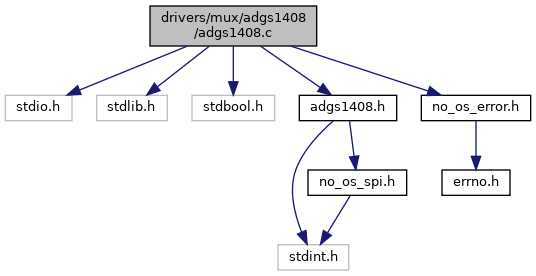 drivers/mux/adgs1408
/adgs1408.c
stdio.h
stdlib.h
stdbool.h
adgs1408.h
no_os_error.h
no_os_spi.h
errno.h
stdint.h